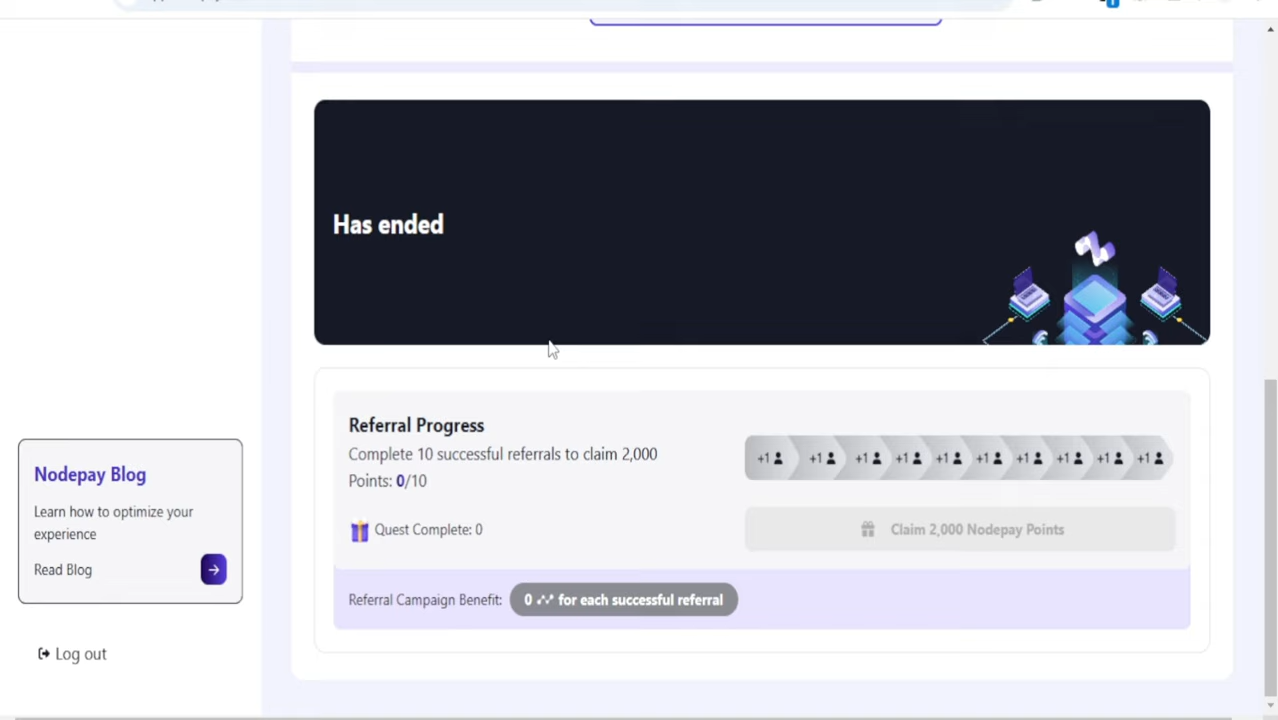 Has ended
Referral Progress
Complete 10 successful referrals to claim 2,000
Points: 0/10
+1 +1 +1 +1 +1 +1 +1 +1 +1 +1
Quest Complete: 0
Claim 2,000 Nodepay Points
Referral Campaign Benefit: 0 for each successful referral
Nodepay Blog
Learn how to optimize your
experience
Read Blog
Log out